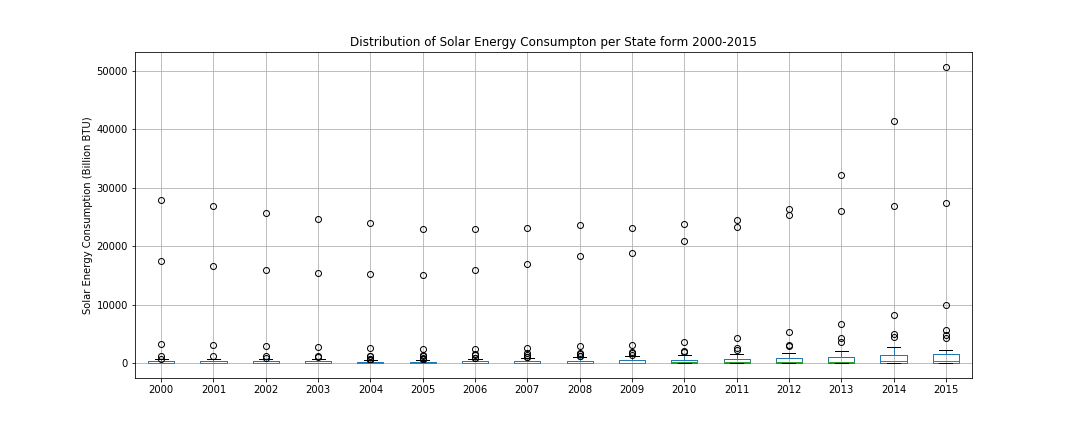 Distribution of Solar Energy Consumpton per State form 2000-2015
Solar Energy Consumption (Billion BTU)
50000
40000
30000
20000
10000
0
2000 2001 2002 2003 2004 2005 2006 2007 2008 2009 2010 2011 2012 2013 2014 2015